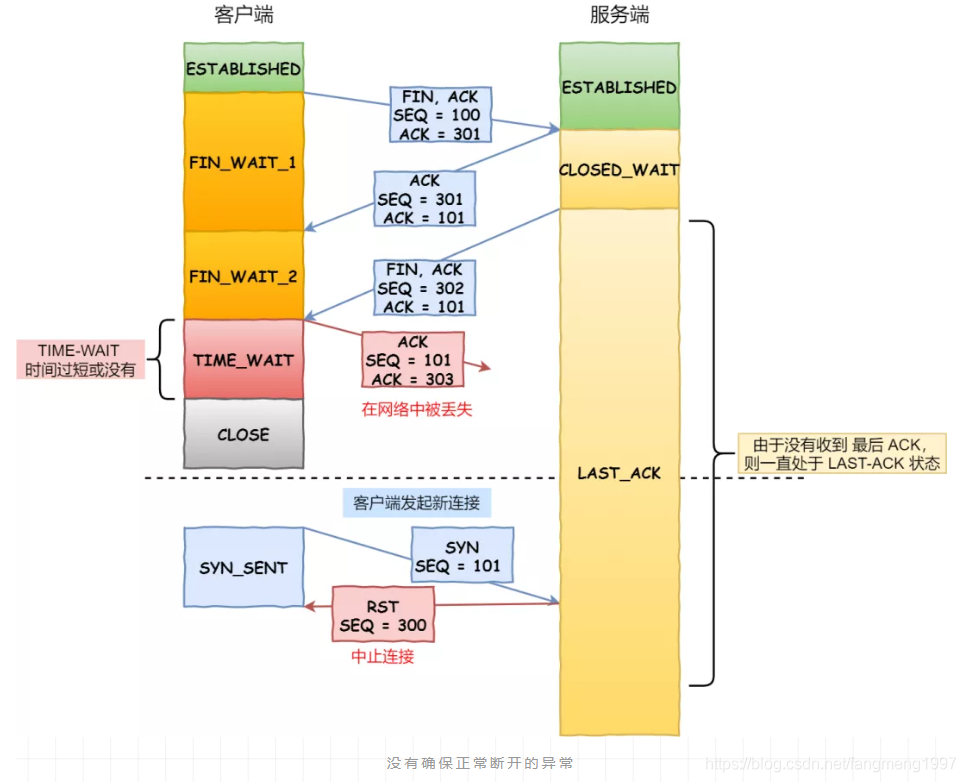 客户端
服务端
ESTABLISHED
ESTABLISHED
FIN, ACK
SEQ = 100
ACK = 301
FIN_WAIT_1
CLOSED_WAIT
ACK
SEQ = 301
ACK = 101
FIN_WAIT_2
FIN, ACK
SEQ = 302
ACK = 101
TIME-WAIT
时间过短或没有
TIME_WAIT
ACK
SEQ = 101
ACK = 303
在网络中被丢失
CLOSE
由于没有收到 最后 ACK，
则一直处于 LAST-ACK 状态
LAST_ACK
客户端发起新连接
SYN_SENT
SYN
SEQ = 101
RST
SEQ = 300
中止连接
没有确保正常断开的异常
https://blog.csdn.net/fangmeng1997